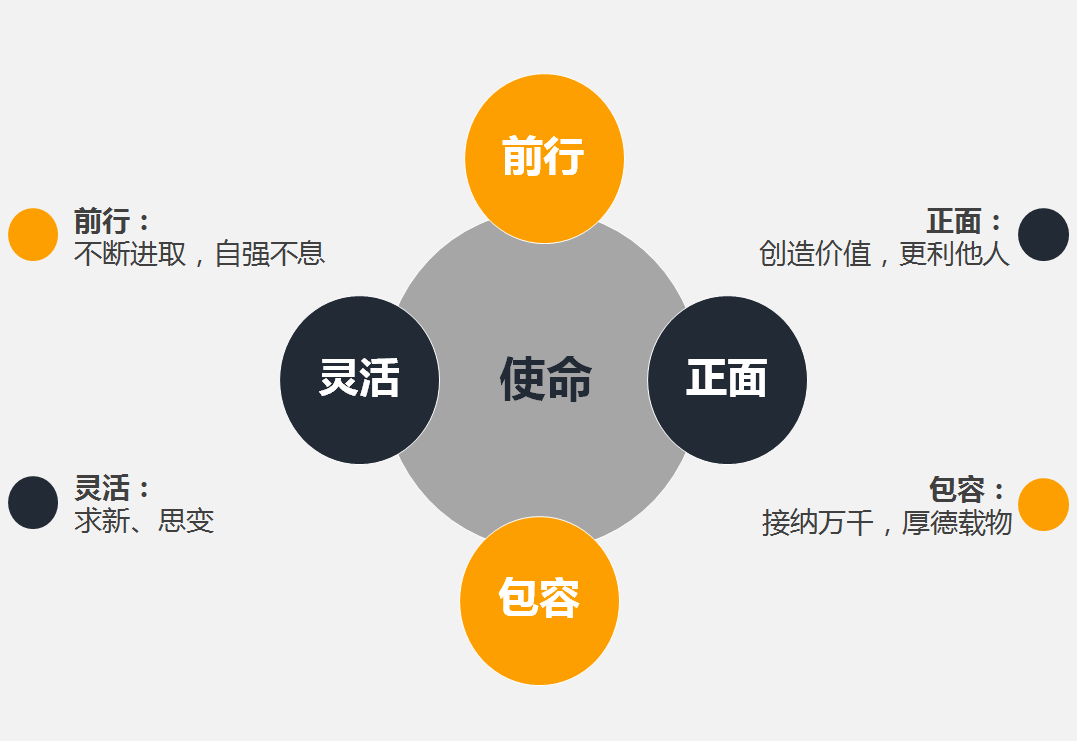 前行
前行：
不断进取，自强不息
正面：
创造价值，更利他人
灵活
使命
正面
灵活：
求新、思变
包容：
接纳万千，厚德载物
包容